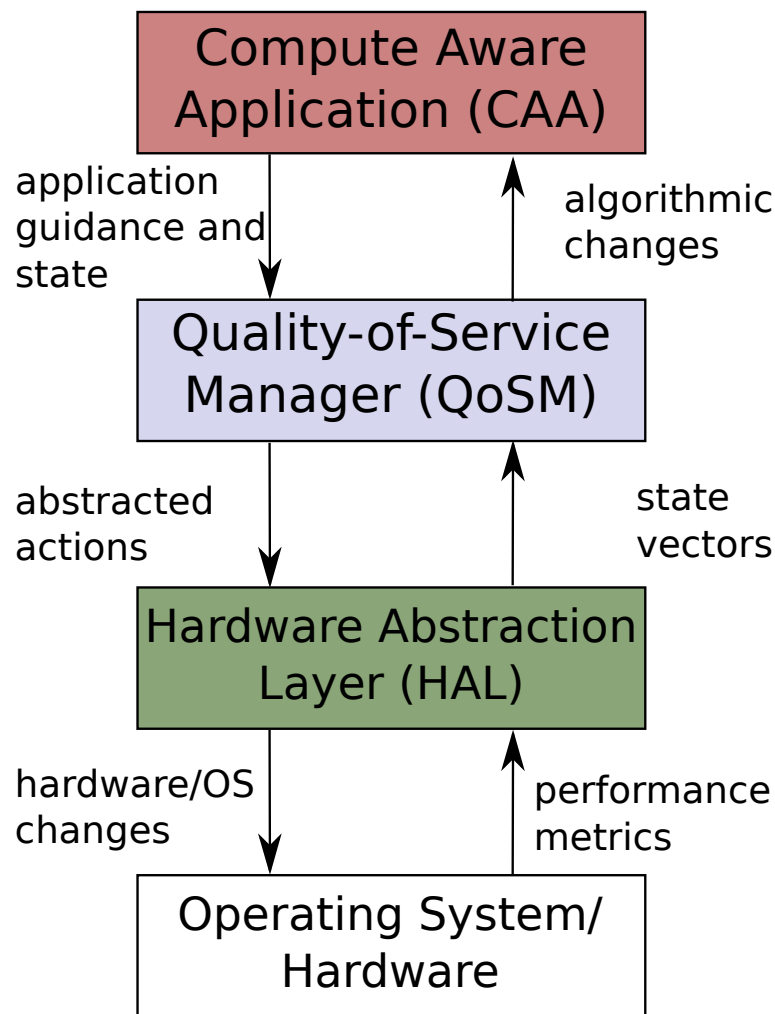 Compute Aware
Application (CAA)
application
guidance and
state
algorithmic
changes
Quality-of-Service
Manager (QoSM)
abstracted
actions
state
vectors
Hardware Abstraction
Layer (HAL)
hardware/OS
changes
performance
metrics
Operating System/
Hardware